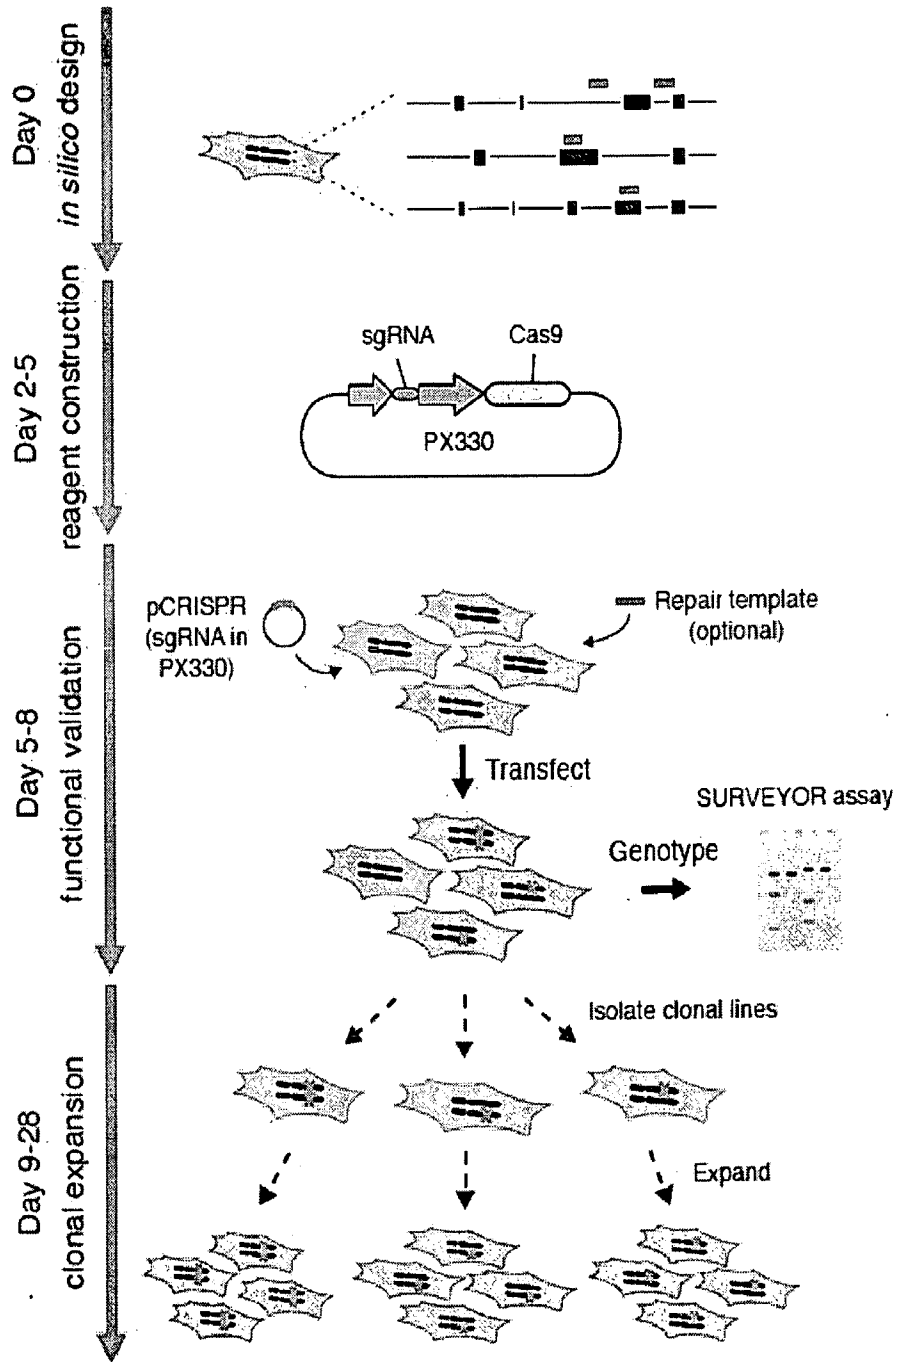 Day 0
in silico design
sgRNA
Cas9
PX330
Day 2-5
reagent construction
pCRISPR
(sgRNA in
PX330)
Repair template
(optional)
Transfect
SURVEYOR assay
Genotype
Day 5-8
functional validation
Isolate clonal lines
Expand
Day 9-28
clonal expansion